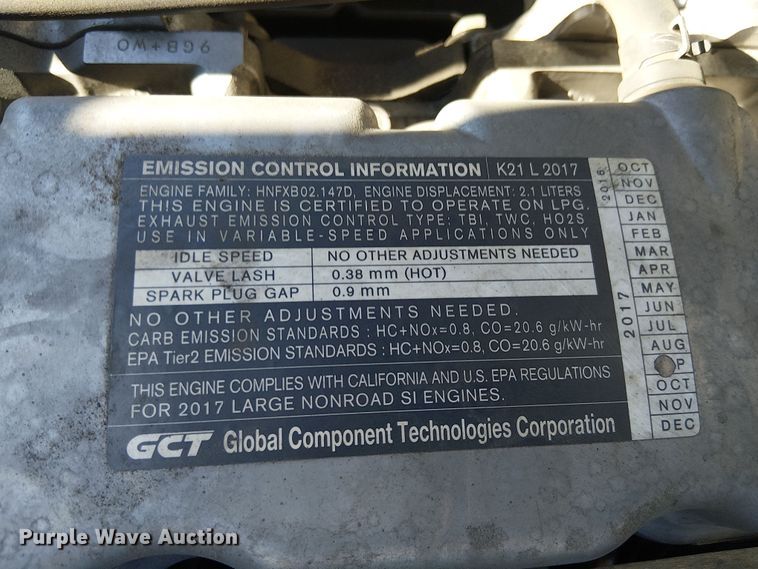 9GB+WO
EMISSION CONTROL INFORMATION K21 L 2017
ENGINE FAMILY: HNFXB02.147D, ENGINE DISPLACEMENT: 2.1 LITERS
THIS ENGINE IS CERTIFIED TO OPERATE ON LPG.
EXHAUST EMISSION CONTROL TYPE: TBI, TWC, HO2S
USE IN VARIABLE-SPEED APPLICATIONS ONLY
IDLE SPEED NO OTHER ADJUSTMENTS NEEDED
VALVE LASH 0.38 mm (HOT)
SPARK PLUG GAP 0.9 mm
NO OTHER ADJUSTMENTS NEEDED.
CARB EMISSION STANDARDS : HC+NOx=0.8, CO=20.6 g/kW-hr
EPA Tier2 EMISSION STANDARDS : HC+NOx=0.8, CO=20.6 g/kW-hr
THIS ENGINE COMPLIES WITH CALIFORNIA AND U.S. EPA REGULATIONS
FOR 2017 LARGE NONROAD SI ENGINES.
GCT Global Component Technologies Corporation
2016
OCT
NOV
DEC
2017
JAN
FEB
MAR
APR
MAY
JUN
JUL
AUG
P
OCT
NOV
DEC
Purple Wave Auction